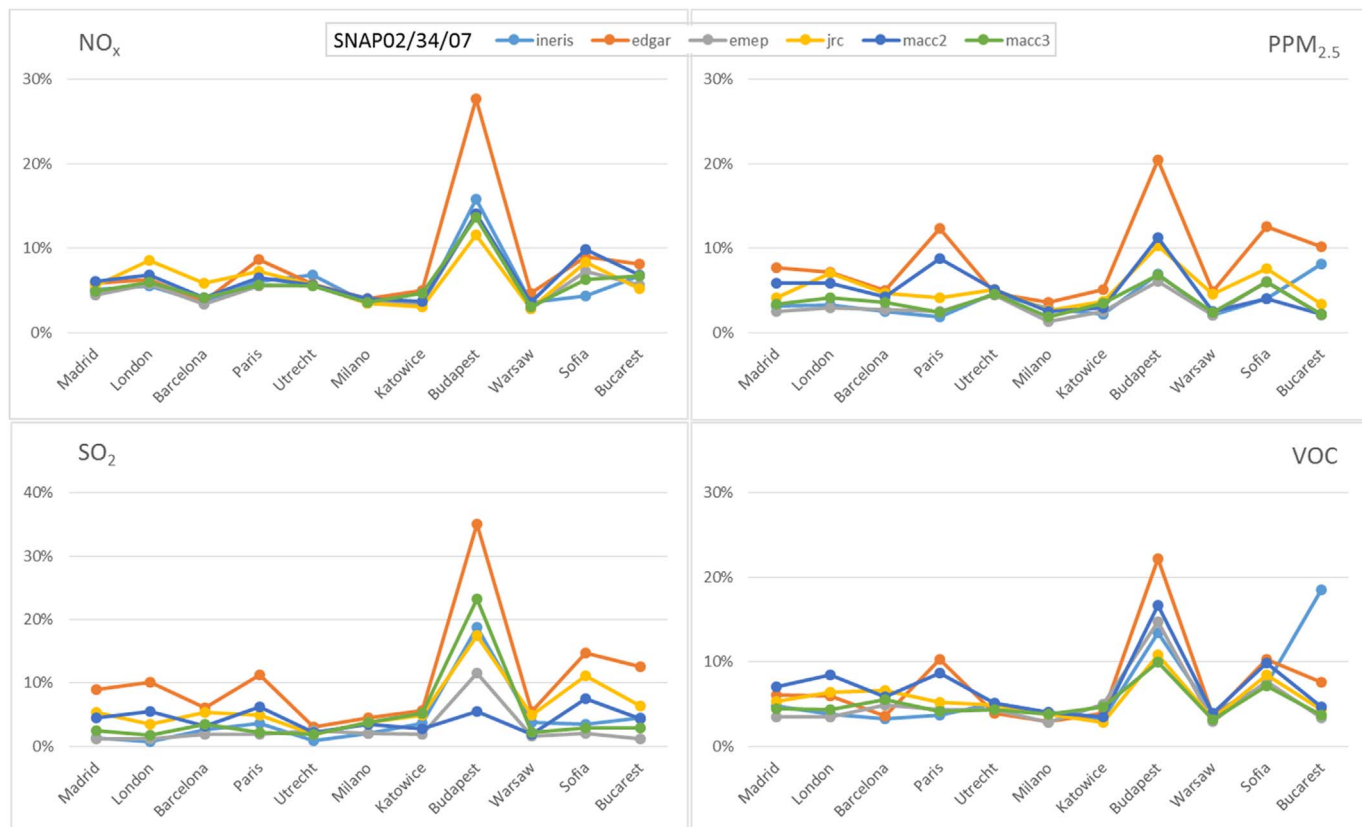 NOx
SNAP02/34/07 ineris edgar emep jrc macc2 macc3
PPM2.5
30%
20%
10%
0%
Madrid
London
Barcelona
Paris
Utrecht
Milano
Katowice
Budapest
Warsaw
Sofia
Bucarest
30%
20%
10%
0%
Madrid
London
Barcelona
Paris
Utrecht
Milano
Katowice
Budapest
Warsaw
Sofia
Bucarest
SO2
40%
30%
20%
10%
0%
Madrid
London
Barcelona
Paris
Utrecht
Milano
Katowice
Budapest
Warsaw
Sofia
Bucarest
VOC
30%
20%
10%
0%
Madrid
London
Barcelona
Paris
Utrecht
Milano
Katowice
Budapest
Warsaw
Sofia
Bucarest